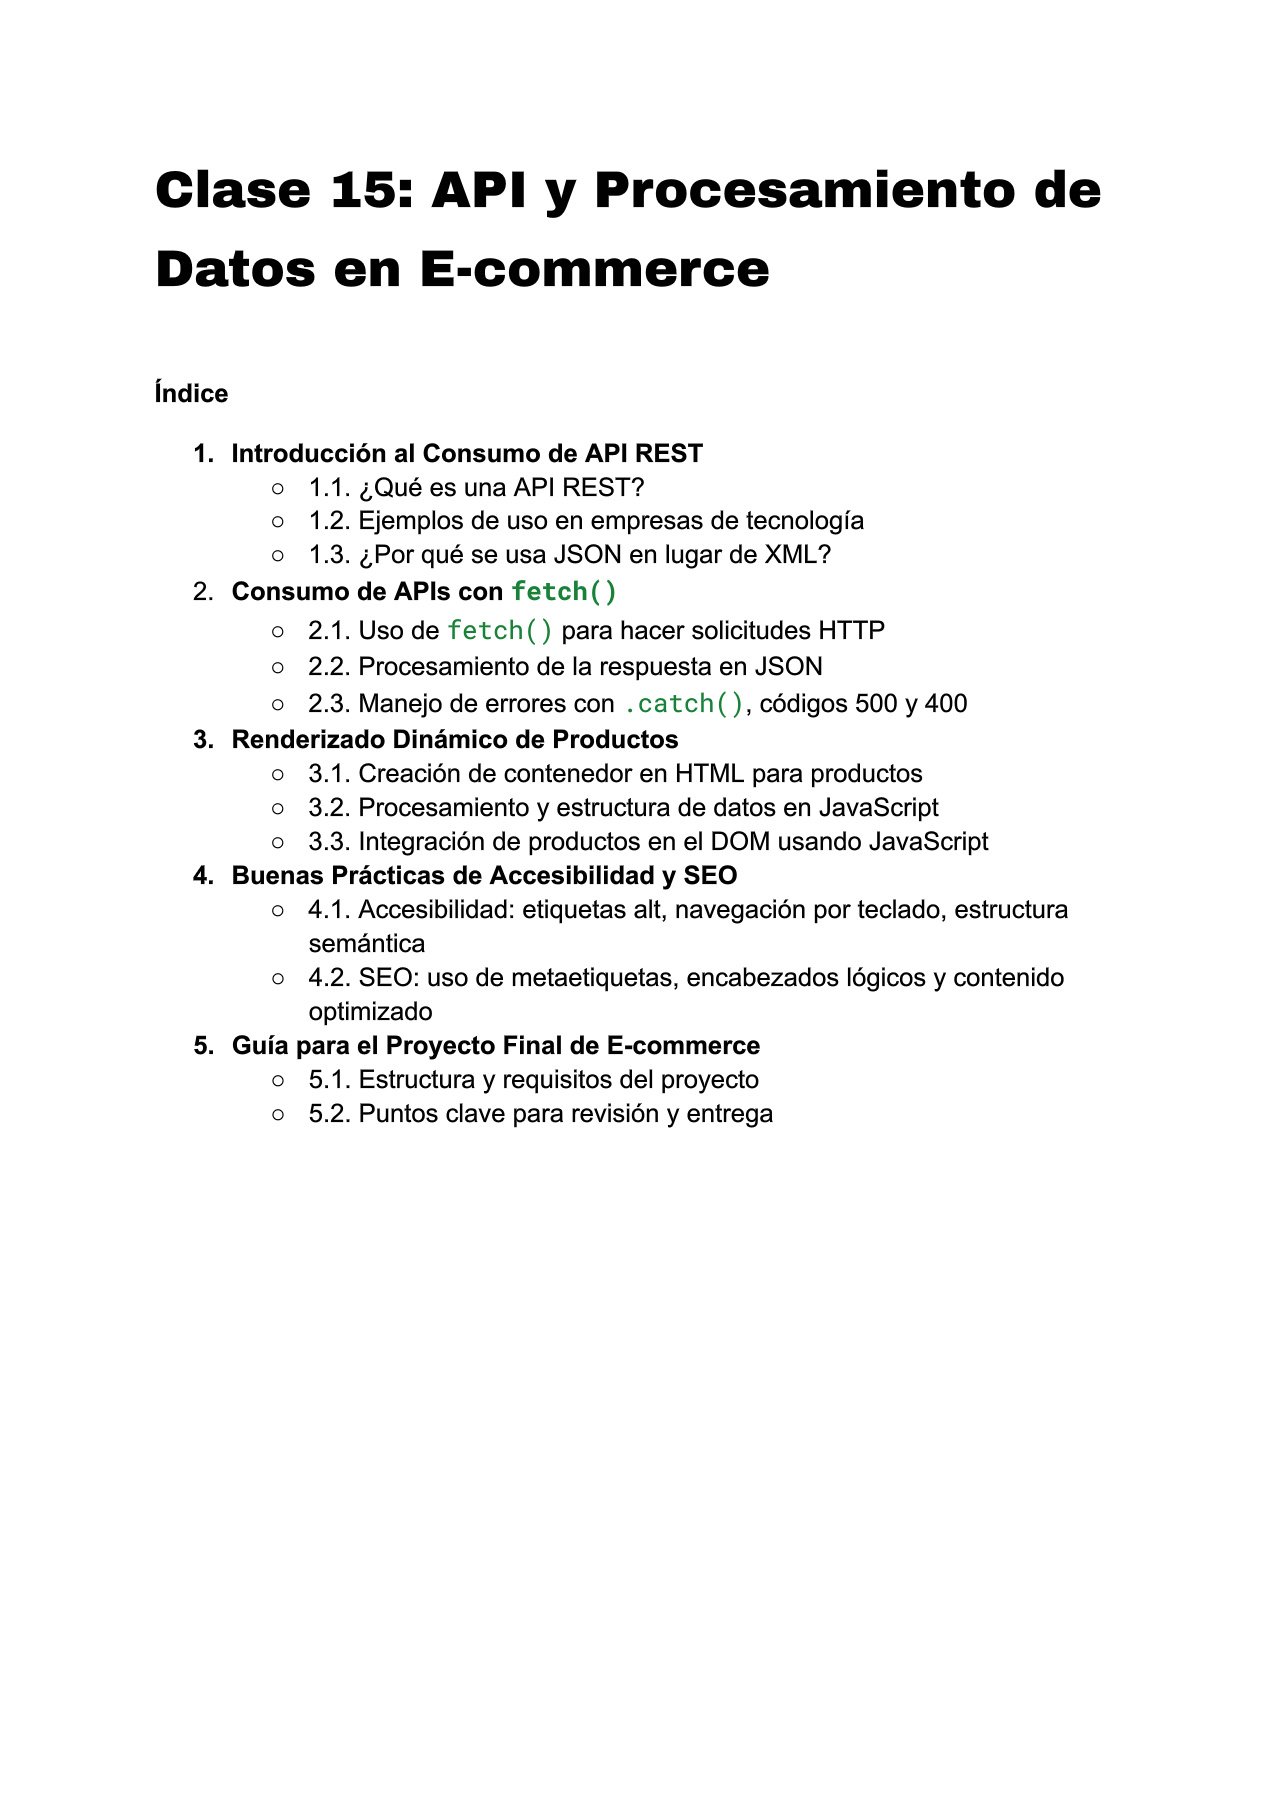 Clase 15: API y Procesamiento de
Datos en E-commerce
Índice
1. Introducción al Consumo de API REST
○ 1.1. ¿Qué es una API REST?
○ 1.2. Ejemplos de uso en empresas de tecnología
○ 1.3. ¿Por qué se usa JSON en lugar de XML?
2. Consumo de APIs con fetch()
○ 2.1. Uso de fetch() para hacer solicitudes HTTP
○ 2.2. Procesamiento de la respuesta en JSON
○ 2.3. Manejo de errores con .catch(), códigos 500 y 400
3. Renderizado Dinámico de Productos
○ 3.1. Creación de contenedor en HTML para productos
○ 3.2. Procesamiento y estructura de datos en JavaScript
○ 3.3. Integración de productos en el DOM usando JavaScript
4. Buenas Prácticas de Accesibilidad y SEO
○ 4.1. Accesibilidad: etiquetas alt, navegación por teclado, estructura
semántica
○ 4.2. SEO: uso de metaetiquetas, encabezados lógicos y contenido
optimizado
5. Guía para el Proyecto Final de E-commerce
○ 5.1. Estructura y requisitos del proyecto
○ 5.2. Puntos clave para revisión y entrega